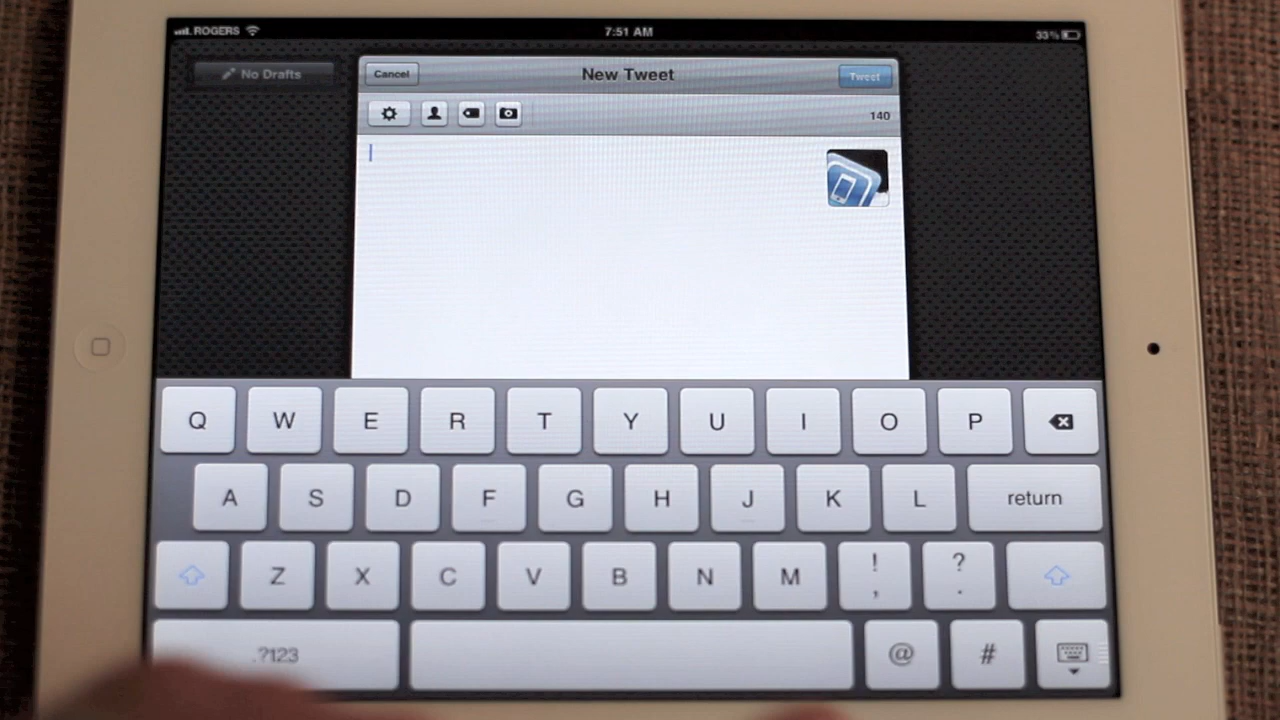 ROGERS 7:51 AM 33%
No Drafts
Cancel New Tweet Tweet
140
Q W E R T Y U I O P
A S D F G H J K L return
Z X C V B N M ! , ? .
.?123 @ #